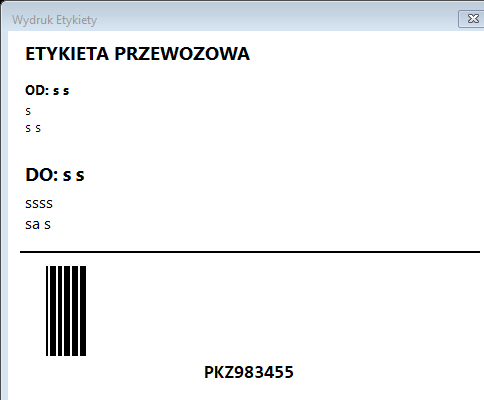 Wydruk Etykiety
ETYKIETA PRZEWOZOWA
OD: s s
s
s s
DO: s s
ssss
sa s
PKZ983455